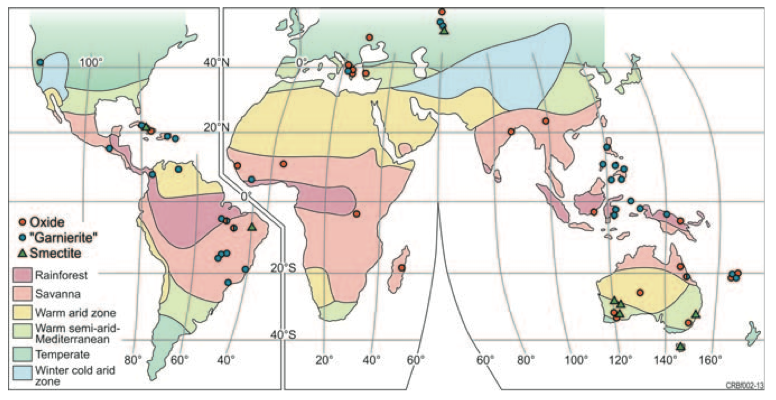 100°
0°
40°N
20°N
0°
20°S
40°S
80° 60° 40° 20° 40° 60° 60° 80° 100° 120° 140° 160°
Oxide
"Garnierite"
Smectite
Rainforest
Savanna
Warm arid zone
Warm semi-arid-
Mediterranean
Temperate
Winter cold arid
zone
CRBf002-13